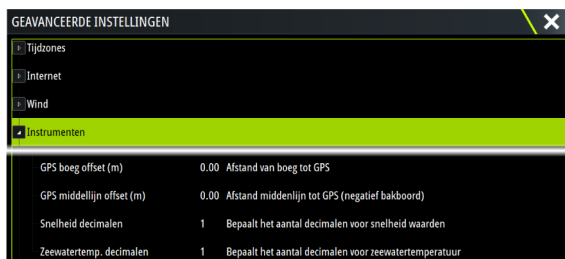 GEAVANCEERDE INSTELLINGEN
Tijdzones
Internet
Wind
Instrumenten
GPS boeg offset (m) 0.00 Afstand van boeg tot GPS
GPS middellijn offset (m) 0.00 Afstand middenlijn tot GPS (negatief bakboord)
Snelheid decimalen 1 Bepaalt het aantal decimalen voor snelheid waarden
Zeewatertemp. decimalen 1 Bepaalt het aantal decimalen voor zeewatertemperatuur